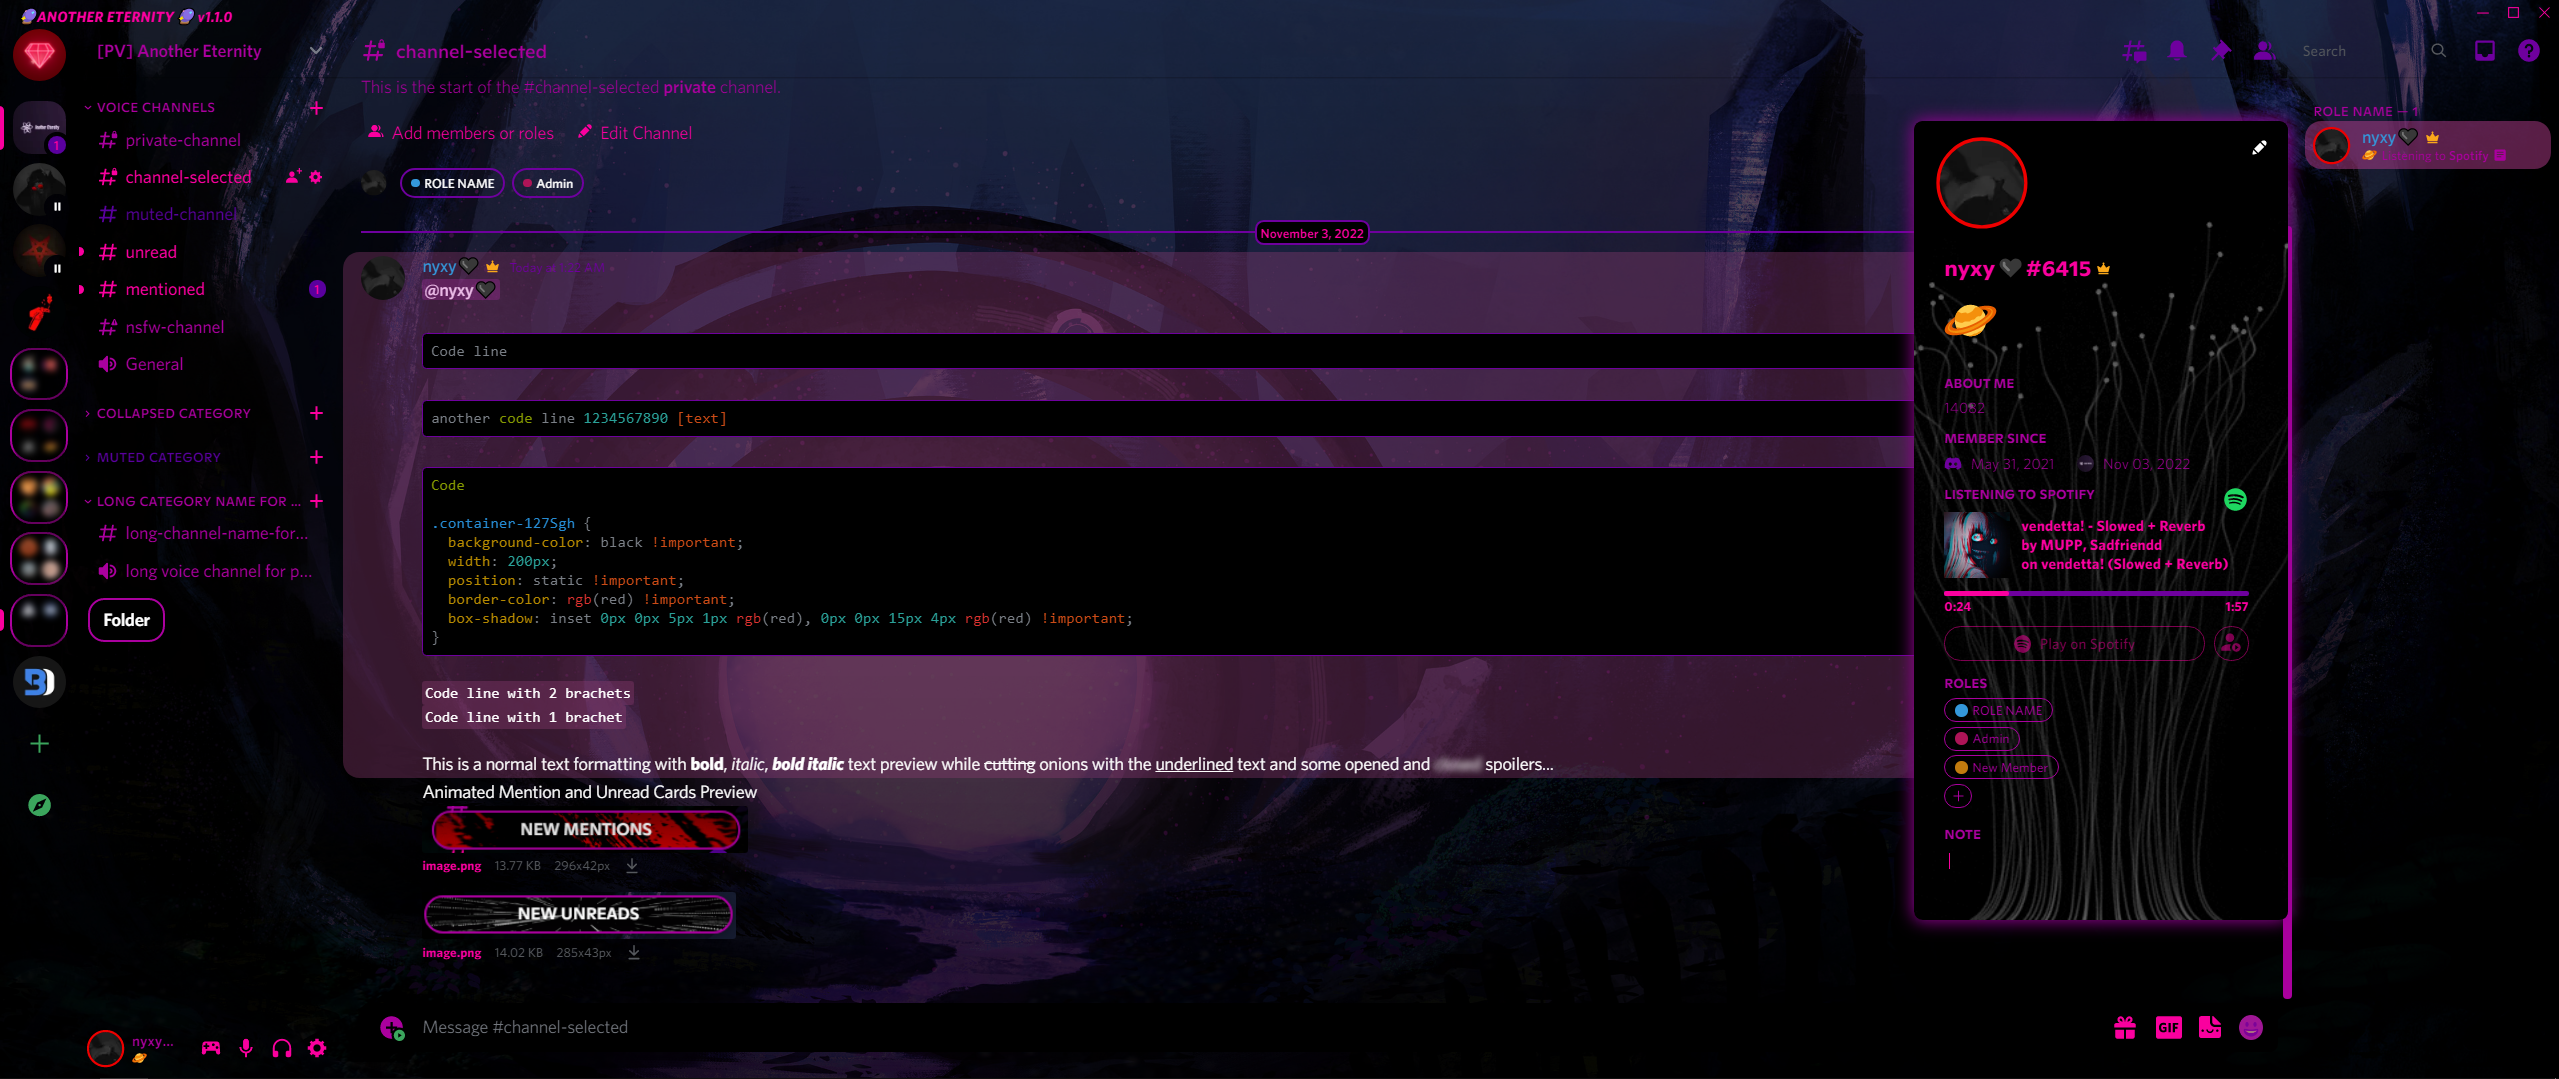 ANOTHER ETERNITY v1.1.0
[PV] Another Eternity
VOICE CHANNELS
private-channel
channel-selected
muted-channel
unread
mentioned
1
nsfw-channel
General
COLLAPSED CATEGORY
MUTED CATEGORY
LONG CATEGORY NAME FOR ...
long-channel-name-for...
long voice channel for p...
Folder
1
nyxy...
channel-selected
Search
This is the start of the #channel-selected private channel.
Add members or roles
Edit Channel
ROLE NAME
Admin
November 3, 2022
nyxy
@nyxy
Code line
another code line 1234567890 [text]
Code
.container-127Sgh {
background-color: black !important;
width: 200px;
position: static !important;
border-color: rgb(red) !important;
box-shadow: inset 0px 0px 5px 1px rgb(red), 0px 0px 15px 4px rgb(red) !important;
}
Code line with 2 brachets
Code line with 1 brachet
This is a normal text formatting with bold, italic, bold italic text preview while cutting onions with the underlined text and some opened and spoilers...
Animated Mention and Unread Cards Preview
NEW MENTIONS
image.png 13.77 KB 296x42px
NEW UNREADS
image.png 14.02 KB 285x43px
Message #channel-selected
GIF
nyxy #6415
ABOUT ME
14082
MEMBER SINCE
May 31, 2021
Nov 03, 2022
LISTENING TO SPOTIFY
vendetta! - Slowed + Reverb
by MUPP, Sadfriendd
on vendetta! (Slowed + Reverb)
0:24
1:57
Play on Spotify
ROLES
ROLE NAME
Admin
New Member
NOTE
ROLE NAME — 1
nyxy
to Spotify